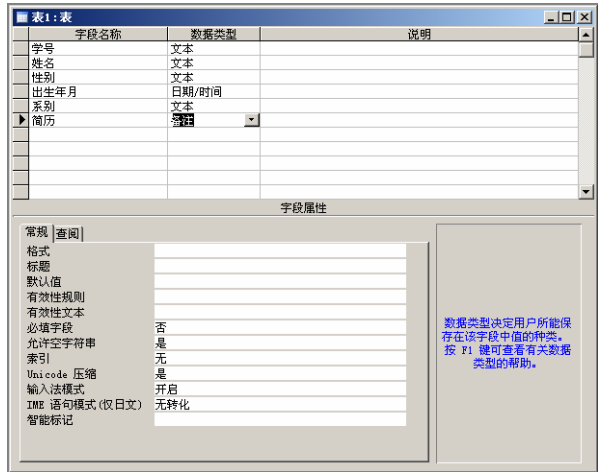 表1:表
字段名称 数据类型 说明
学号 文本
姓名 文本
性别 文本
出生年月 日期/时间
系别 文本
简历 备注
字段属性
常规 查阅
格式
标题
默认值
有效性规则
有效性文本
必填字段 否
允许空字符串 是
索引 无
Unicode 压缩 是
输入法模式 开启
IME 语句模式(仅日文) 无转化
智能标记
数据类型决定用户所能保
存在该字段中值的种类。
按 F1 键可查看有关数据
类型的帮助。